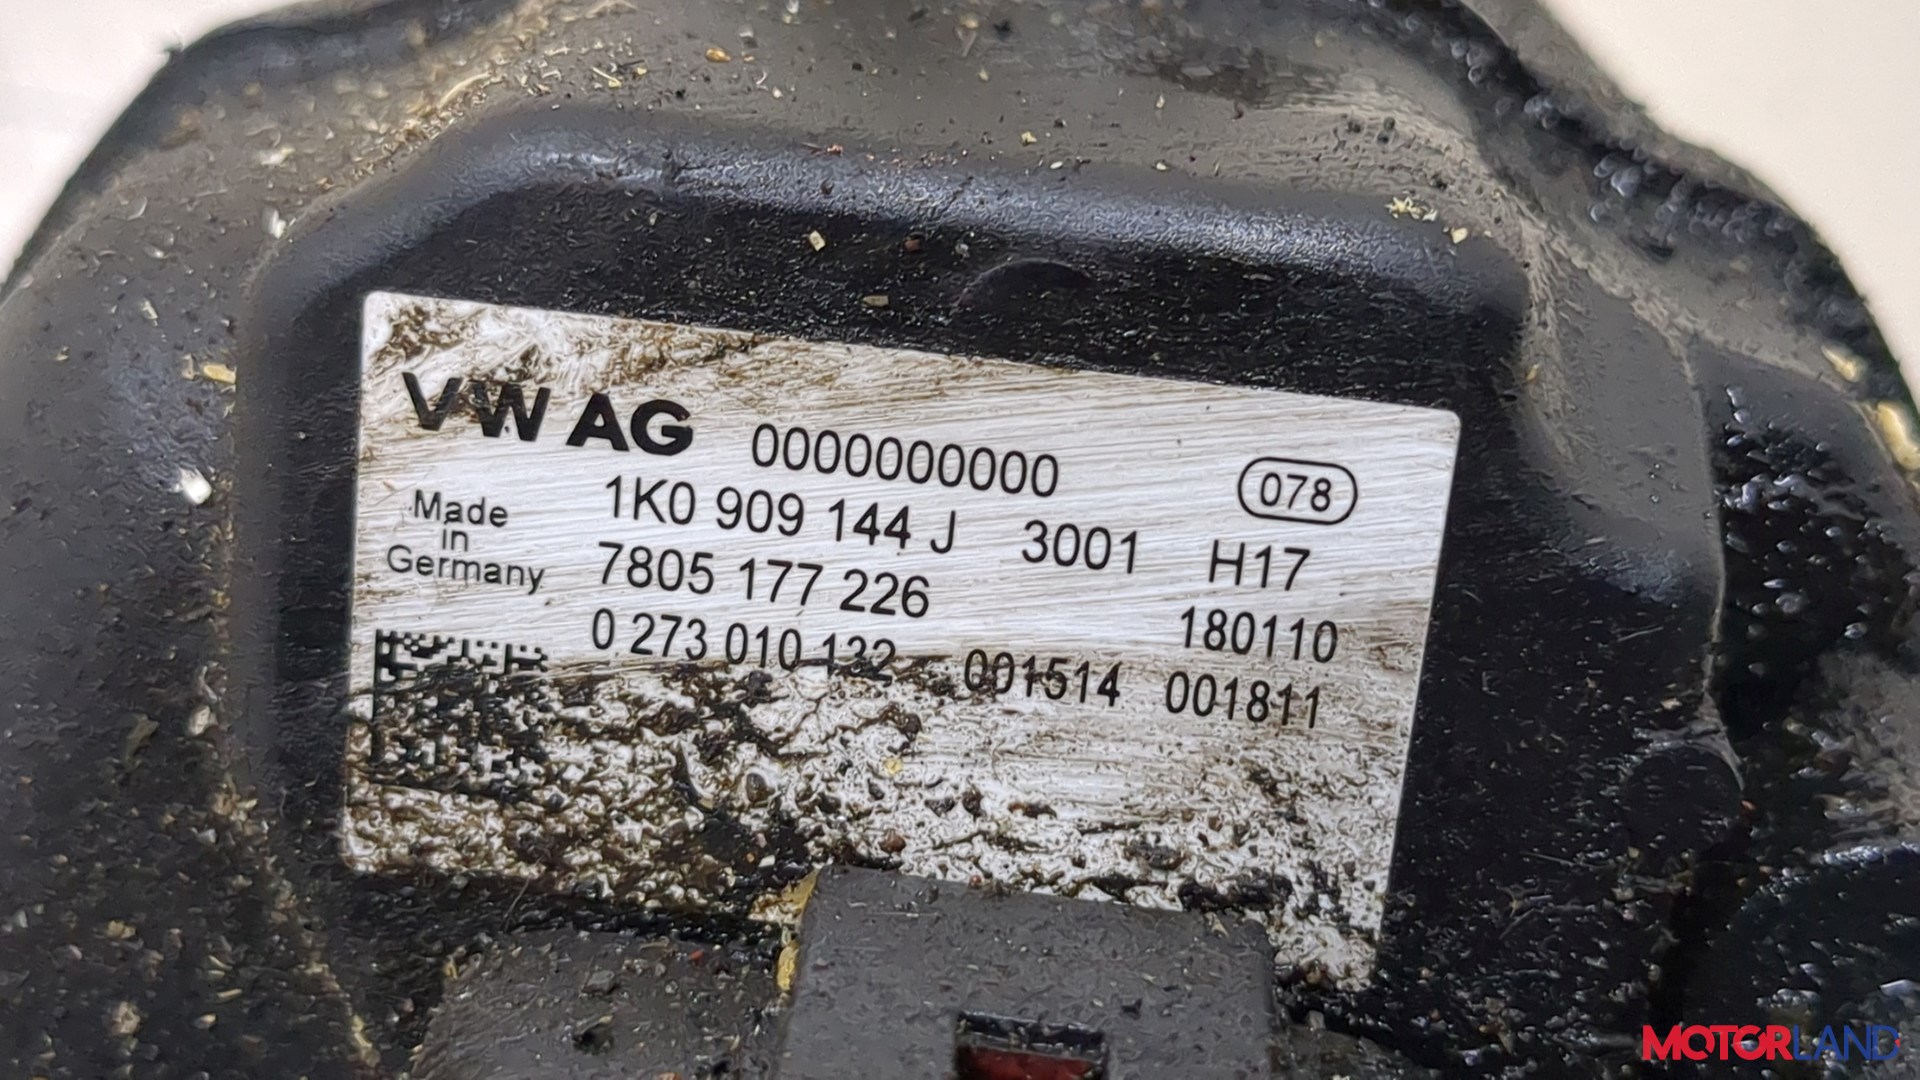 VW AG 0000000000 078
Made in Germany
1K0 909 144 J 3001 H17
7805 177 226 180110
0 273 010 132 001514 001811
MOTORLAND